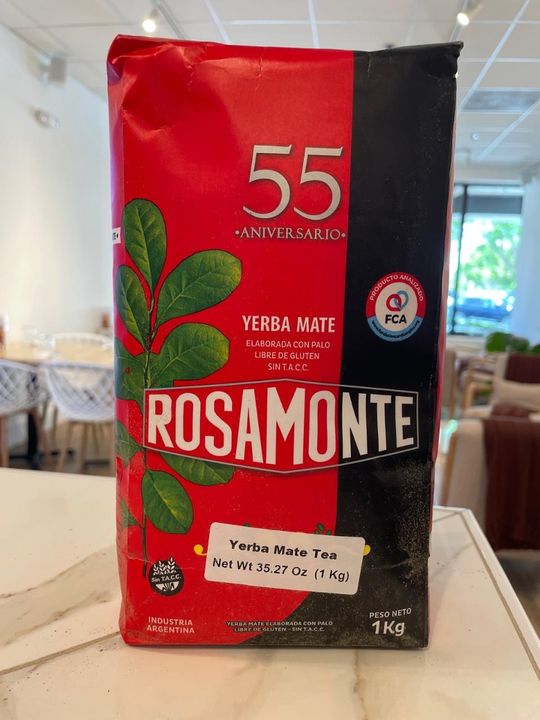 55
•ANIVERSARIO•
PRODUCTO ANALIZADO
FCA
YERBA MATE
ELABORADA CON PALO
LIBRE DE GLUTEN
SIN T.A.C.C.
ROSAMONTE
Yerba Mate Tea
Net Wt 35.27 Oz (1 Kg)
Sin T.A.C.C.
INDUSTRIA
ARGENTINA
YERBA MATE ELABORADA CON PALO
LIBRE DE GLUTEN - SIN T.A.C.C.
PESO NETO
1Kg